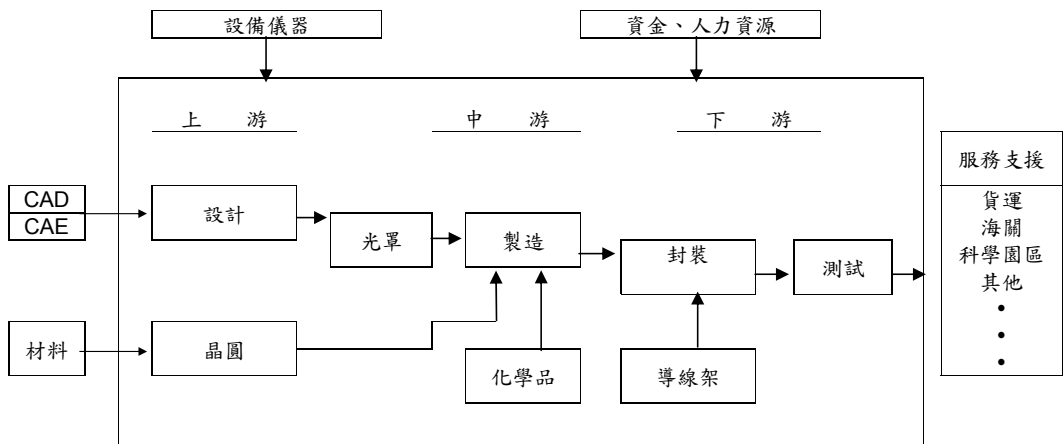 設備儀器
資金、人力資源
上 游
中 游
下 游
CAD
CAE
設計
光罩
製造
封裝
測試
材料
晶圓
化學品
導線架
服務支援
貨運
海關
科學園區
其他
•
•
•